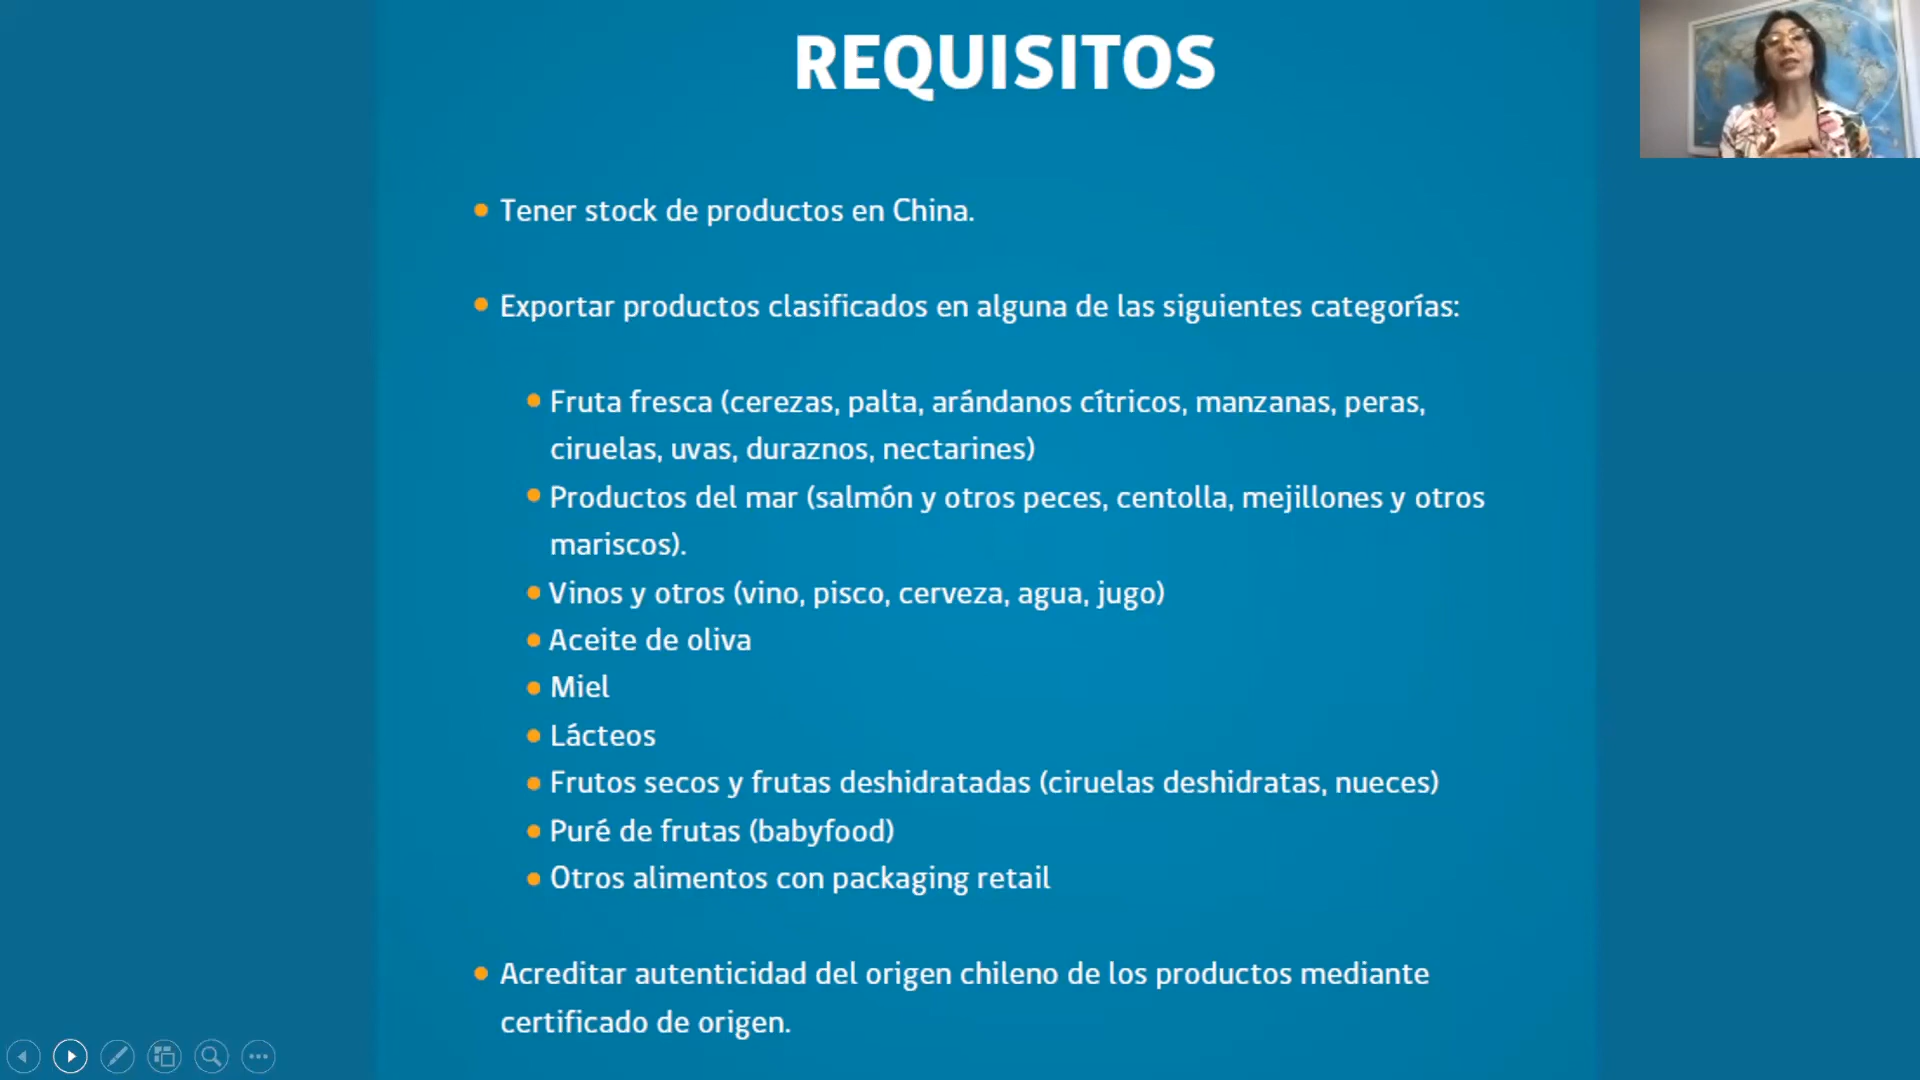 REQUISITOS
Tener stock de productos en China.
Exportar productos clasificados en alguna de las siguientes categorías:
Fruta fresca (cerezas, palta, arándanos cítricos, manzanas, peras,
ciruelas, uvas, duraznos, nectarines)
Productos del mar (salmón y otros peces, centolla, mejillones y otros
mariscos).
Vinos y otros (vino, pisco, cerveza, agua, jugo)
Aceite de oliva
Miel
Lácteos
Frutos secos y frutas deshidratadas (ciruelas deshidratas, nueces)
Puré de frutas (babyfood)
Otros alimentos con packaging retail
Acreditar autenticidad del origen chileno de los productos mediante
certificado de origen.